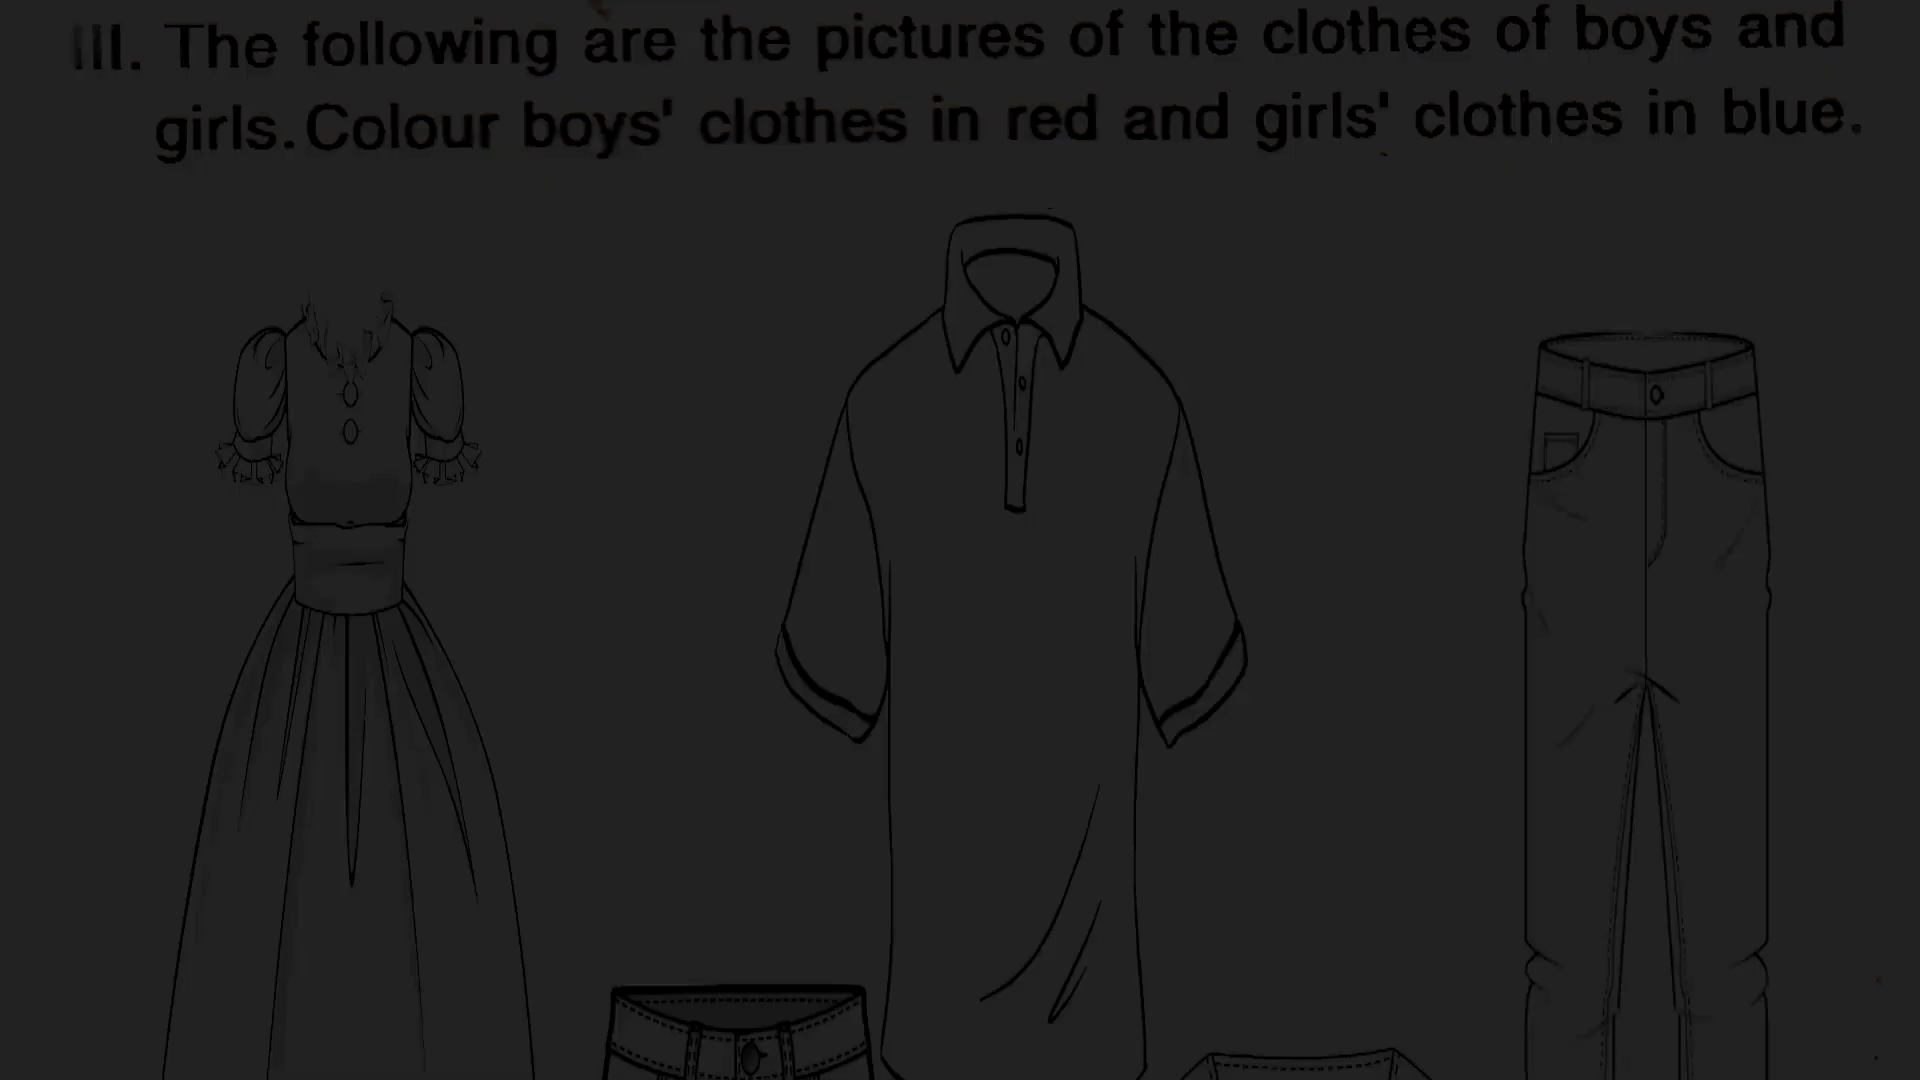 III. The following are the pictures of the clothes of boys and
girls. Colour boys' clothes in red and girls' clothes in blue.